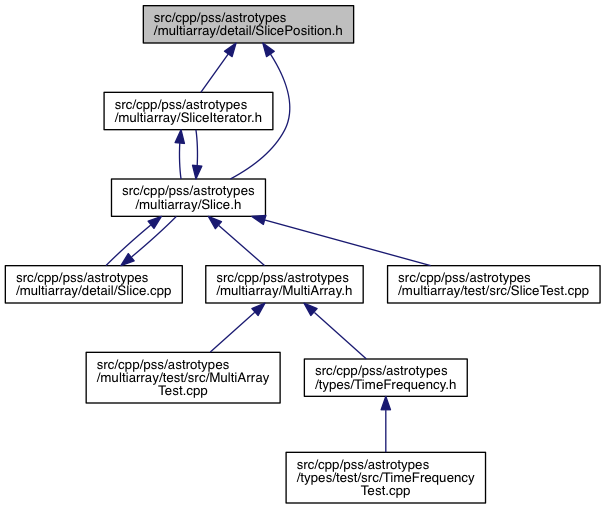 src/cpp/pss/astrotypes
/multiarray/detail/SlicePosition.h
src/cpp/pss/astrotypes
/multiarray/SliceIterator.h
src/cpp/pss/astrotypes
/multiarray/Slice.h
src/cpp/pss/astrotypes
/multiarray/detail/Slice.cpp
src/cpp/pss/astrotypes
/multiarray/MultiArray.h
src/cpp/pss/astrotypes
/multiarray/test/src/SliceTest.cpp
src/cpp/pss/astrotypes
/multiarray/test/src/MultiArray
Test.cpp
src/cpp/pss/astrotypes
/types/TimeFrequency.h
src/cpp/pss/astrotypes
/types/test/src/TimeFrequency
Test.cpp